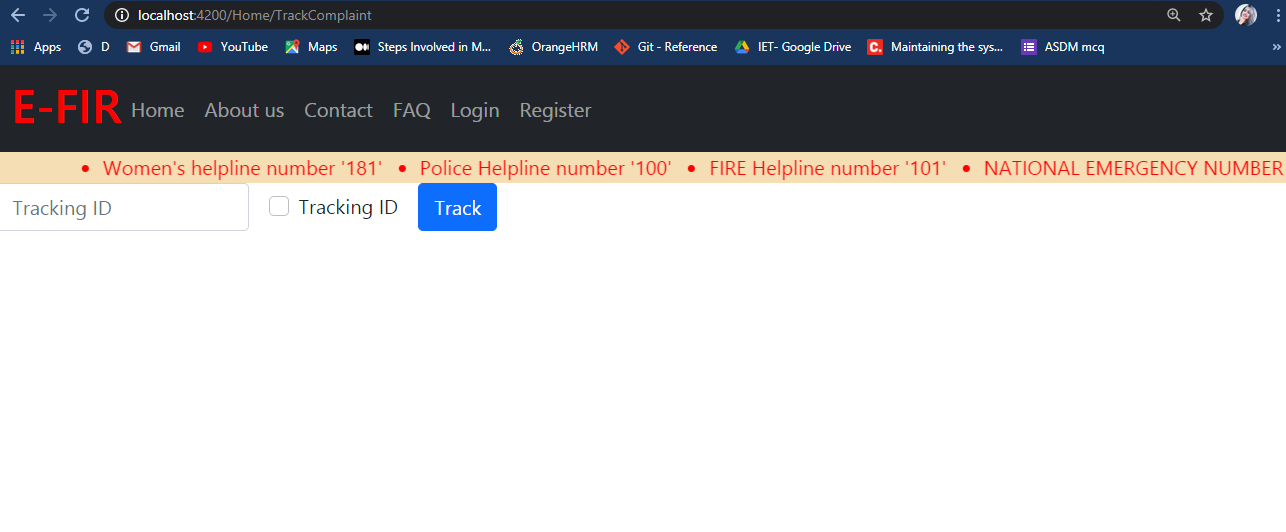 localhost:4200/Home/TrackComplaint
Apps D Gmail YouTube Maps Steps Involved in M... OrangeHRM Git - Reference IET- Google Drive Maintaining the sys... ASDM mcq »
E-FIR Home About us Contact FAQ Login Register
• Women's helpline number '181' • Police Helpline number '100' • FIRE Helpline number '101' • NATIONAL EMERGENCY NUMBER
Tracking ID Tracking ID Track